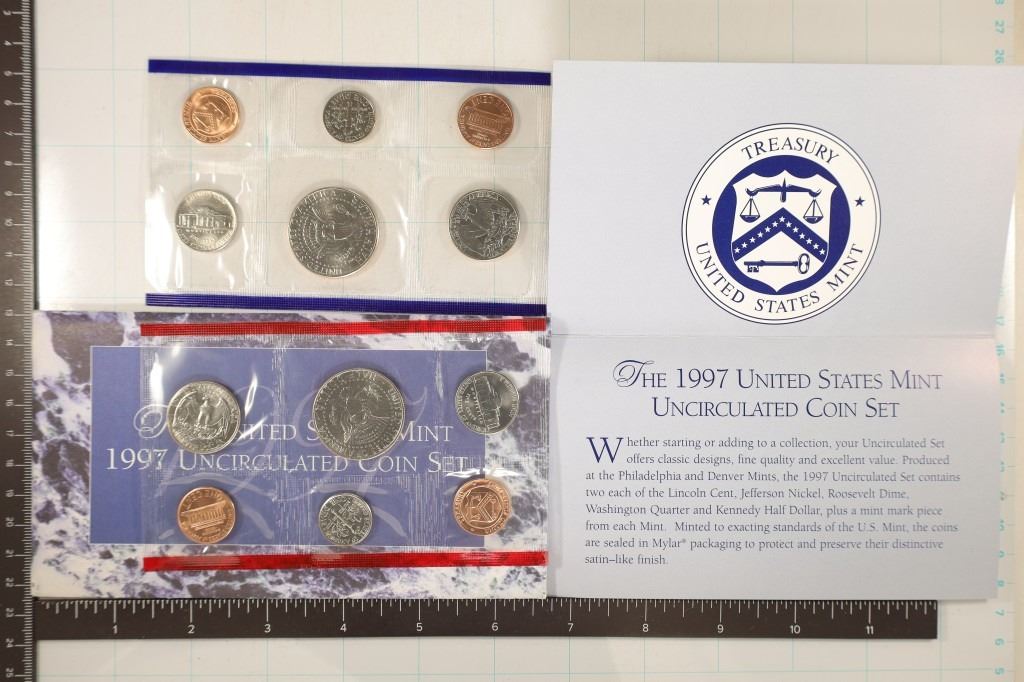 TREASURY
UNITED STATES MINT
THE 1997 UNITED STATES MINT
UNCIRCULATED COIN SET
Whether starting or adding to a collection, your Uncirculated Set
offers classic designs, fine quality and excellent value. Produced
at the Philadelphia and Denver Mints, the 1997 Uncirculated Set contains
two each of the Lincoln Cent, Jefferson Nickel, Roosevelt Dime,
Washington Quarter and Kennedy Half Dollar, plus a mint mark piece
from each Mint. Minted to exacting standards of the U.S. Mint, the coins
are sealed in Mylar® packaging to protect and preserve their distinctive
satin–like finish.
UNITED S MINT
1997 UNCIRCULATED COIN SET
1 2 3 4 5 6 7 8 9 10 11